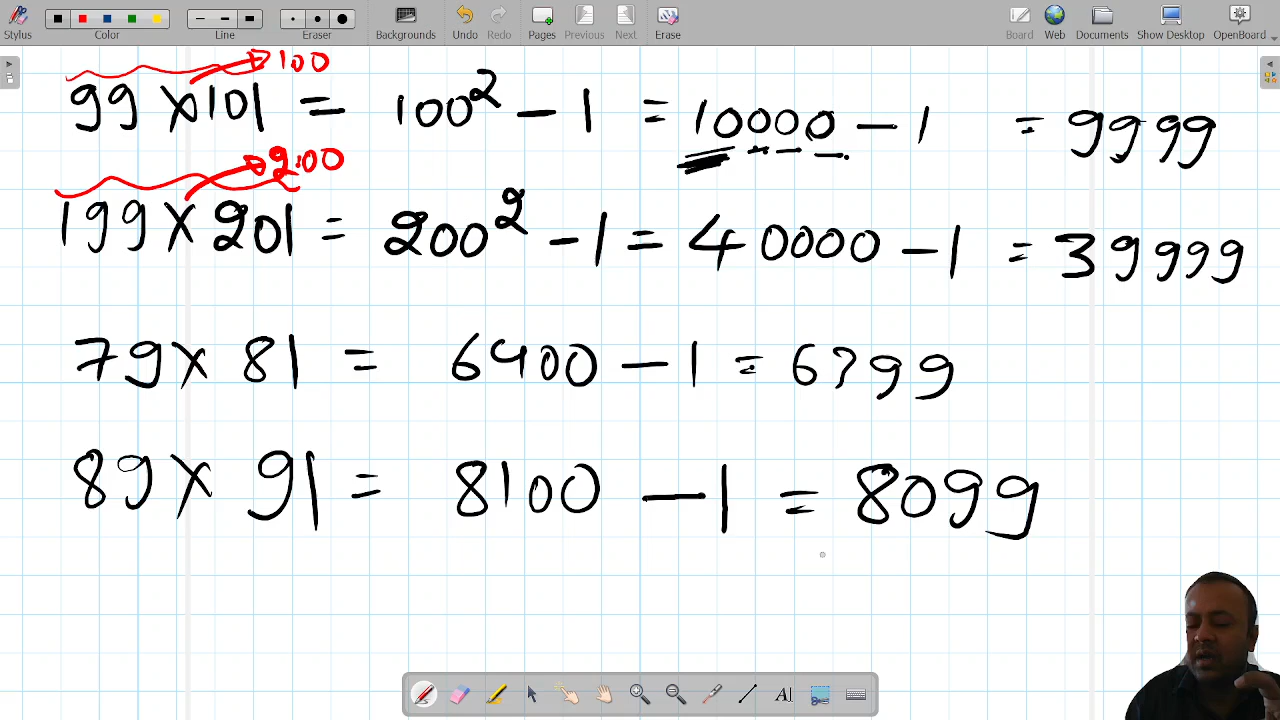 Stylus Color Line Eraser Backgrounds Undo Redo Pages Previous Next Erase Board Web Documents Show Desktop OpenBoard
100
99 × 101 = 100² − 1 = 10000 − 1 = 9999
200
199 × 201 = 200² − 1 = 40000 − 1 = 39999
79 × 81 = 6400 − 1 = 6399
89 × 91 = 8100 − 1 = 8099